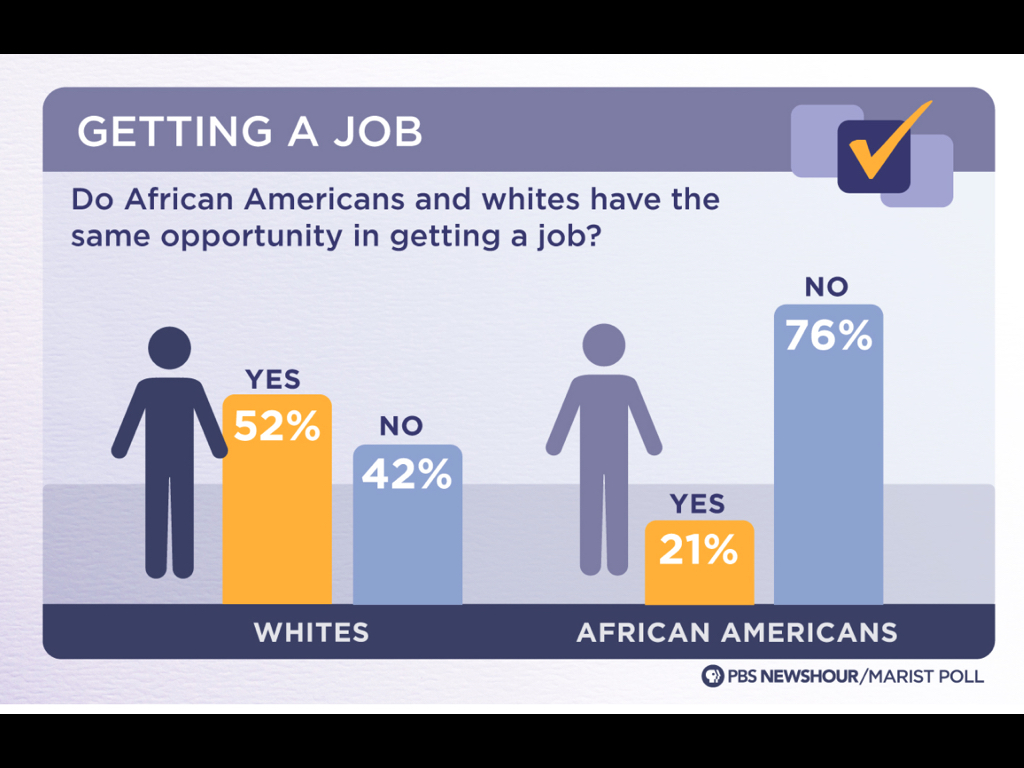 GETTING A JOB
Do African Americans and whites have the
same opportunity in getting a job?
YES
52%
NO
42%
YES
21%
NO
76%
WHITES
AFRICAN AMERICANS
PBS NEWSHOUR/MARIST POLL